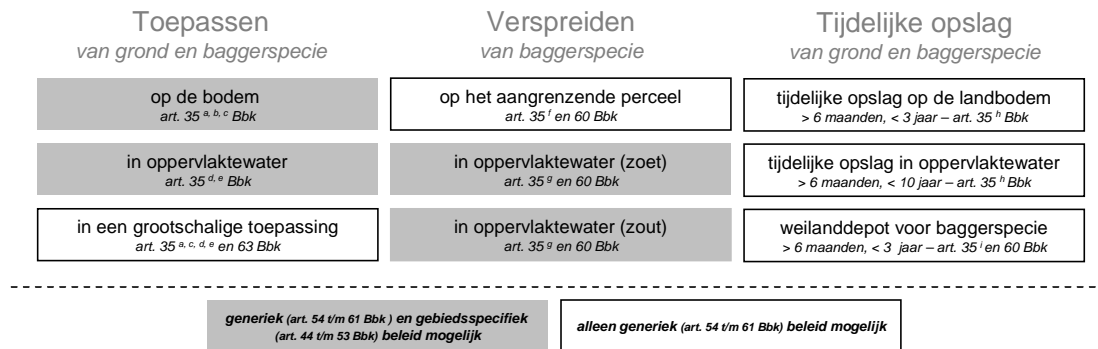 Toepassen
van grond en baggerspecie
Verspreiden
van baggerspecie
Tijdelijke opslag
van grond en baggerspecie
op de bodem
art. 35 a, b, c Bbk
op het aangrenzende perceel
art. 35 f en 60 Bbk
tijdelijke opslag op de landbodem
> 6 maanden, < 3 jaar – art. 35 h Bbk
in oppervlaktewater
art. 35 d, e Bbk
in oppervlaktewater (zoet)
art. 35 g en 60 Bbk
tijdelijke opslag in oppervlaktewater
> 6 maanden, < 10 jaar – art. 35 h Bbk
in een grootschalige toepassing
art. 35 a, c, d, e en 63 Bbk
in oppervlaktewater (zout)
art. 35 g en 60 Bbk
weilanddepot voor baggerspecie
> 6 maanden, < 3 jaar – art. 35 i en 60 Bbk
generiek (art. 54 t/m 61 Bbk ) en gebiedsspecifiek
(art. 44 t/m 53 Bbk) beleid mogelijk
alleen generiek (art. 54 t/m 61 Bbk) beleid mogelijk